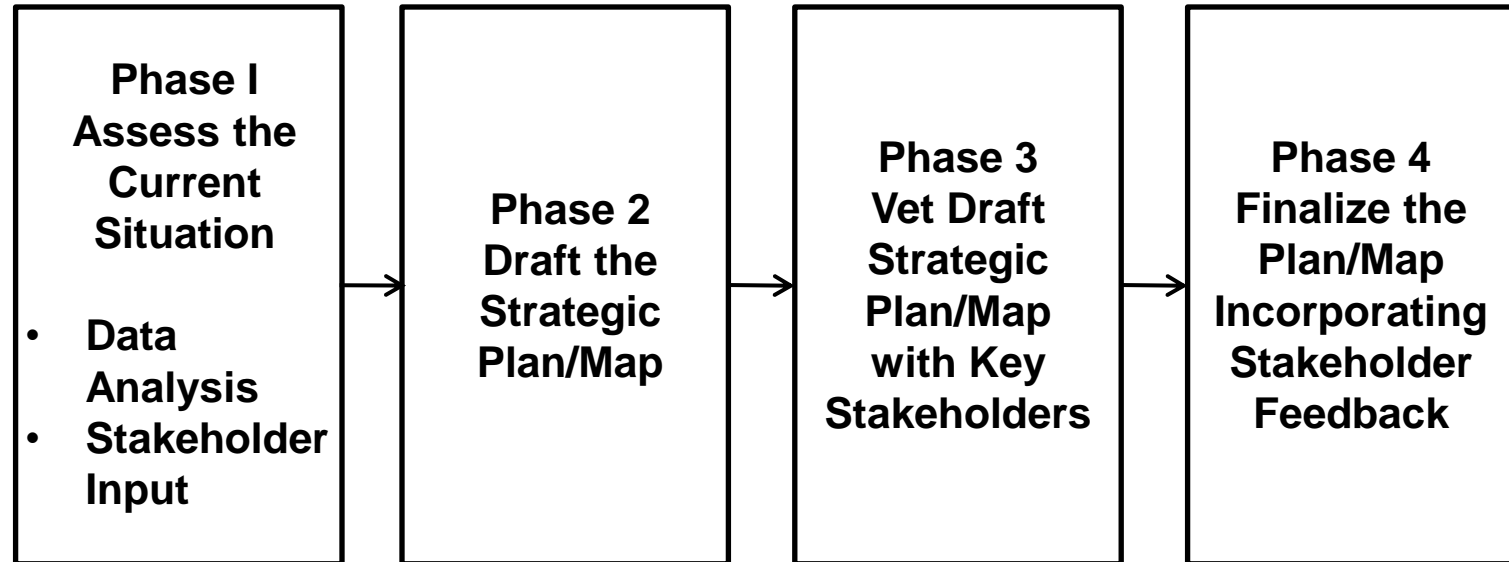 Phase I
Assess the
Current
Situation
• Data
Analysis
• Stakeholder
Input
Phase 2
Draft the
Strategic
Plan/Map
Phase 3
Vet Draft
Strategic
Plan/Map
with Key
Stakeholders
Phase 4
Finalize the
Plan/Map
Incorporating
Stakeholder
Feedback